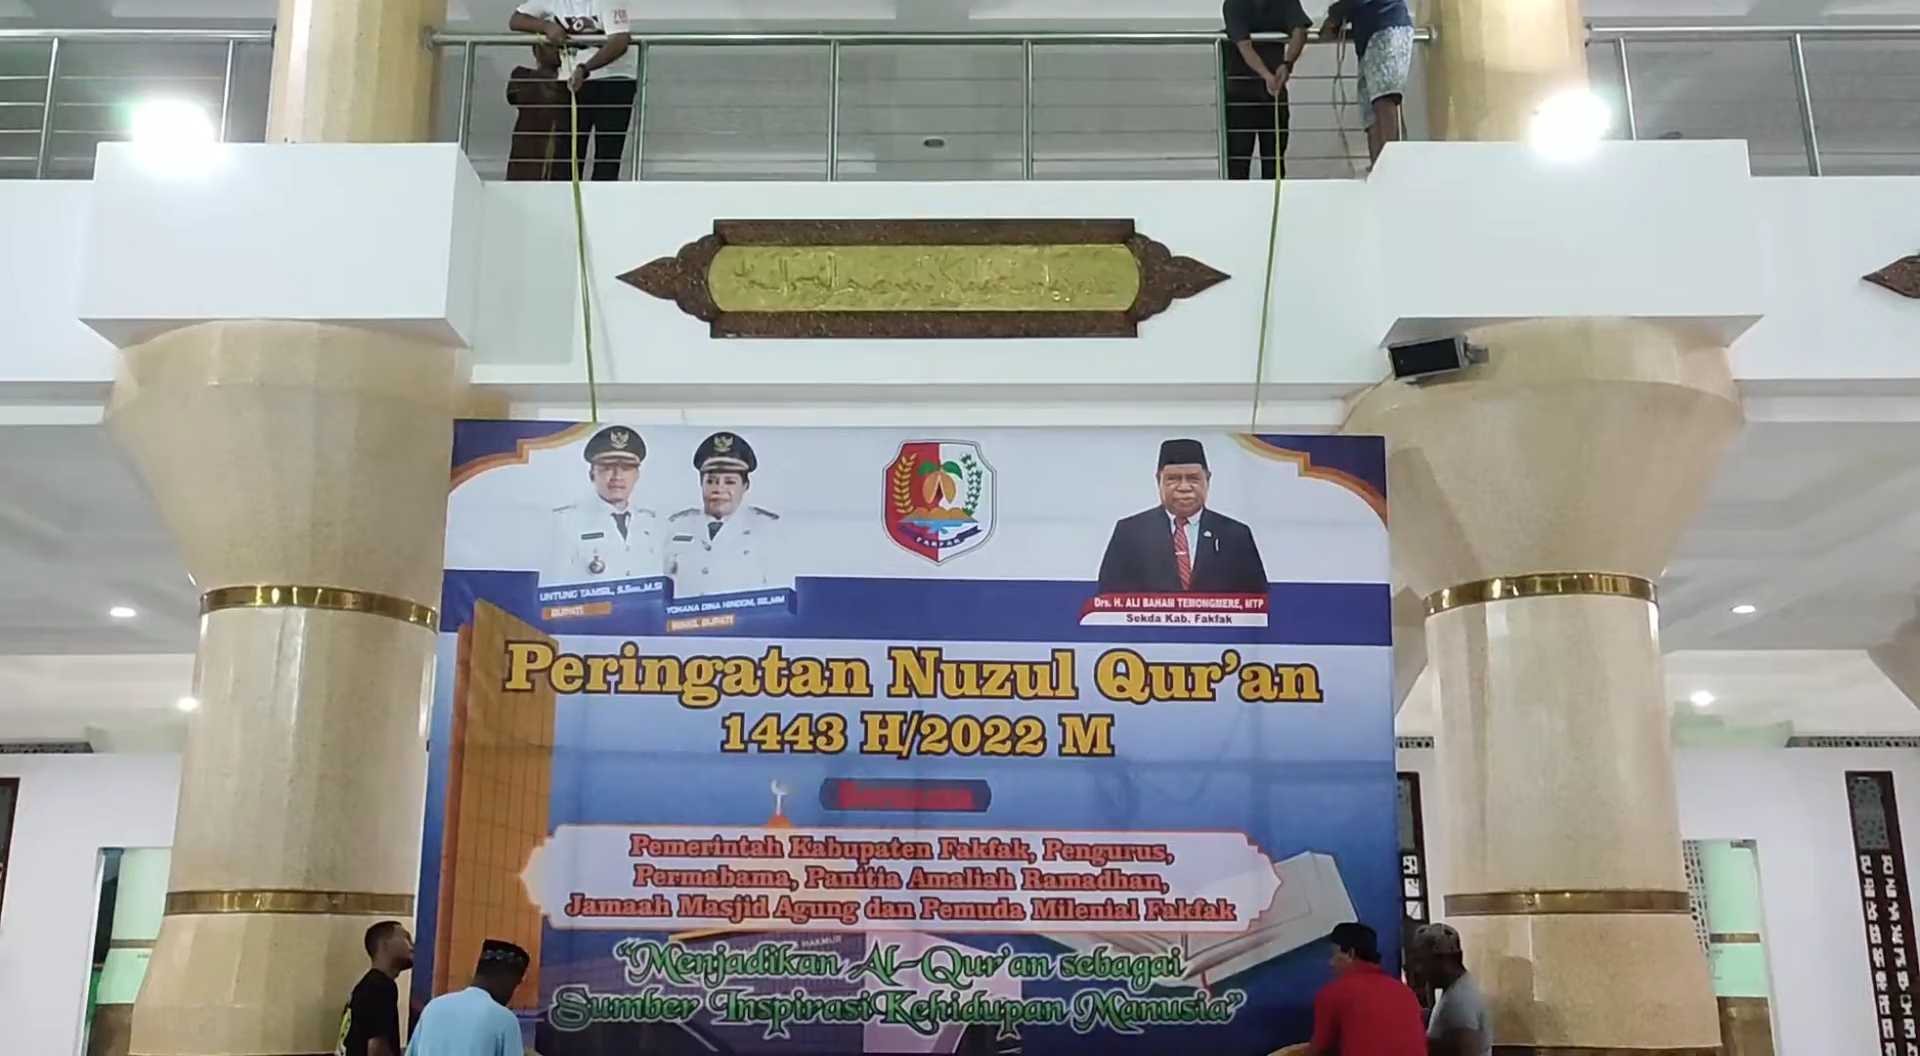 FAKFAK
UNTUNG TAMSIL, S.Sos.,M.Si
BUPATI
YOHANA DINA HINDOM, SE.,MM
WAKIL BUPATI
Drs. H. ALI BAHAM TEMONGMERE, MTP
Sekda Kab. Fakfak
Peringatan Nuzul Qur'an
1443 H/2022 M
Bersama
Pemerintah Kabupaten Fakfak, Pengurus,
Permabama, Panitia Amaliah Ramadhan,
Jamaah Masjid Agung dan Pemuda Milenial Fakfak
"Menjadikan Al-Qur'an sebagai
Sumber Inspirasi Kehidupan Manusia"